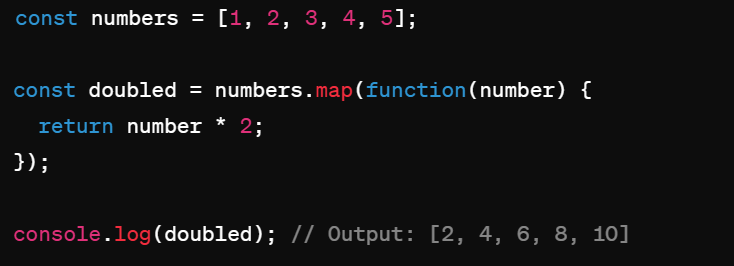 const numbers = [1, 2, 3, 4, 5];
const doubled = numbers.map(function(number) {
  return number * 2;
});
console.log(doubled); // Output: [2, 4, 6, 8, 10]